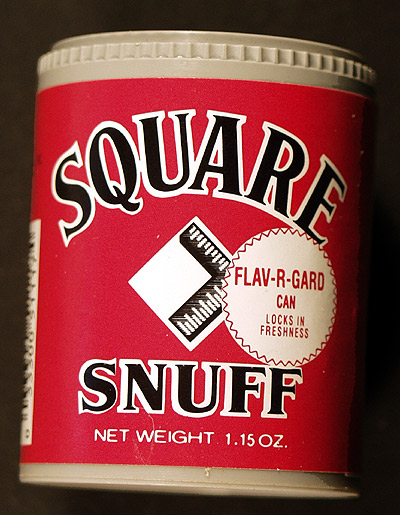 SQUARE
FLAV-R-GARD
CAN
LOCKS IN
FRESHNESS
SNUFF
NET WEIGHT 1.15 OZ.